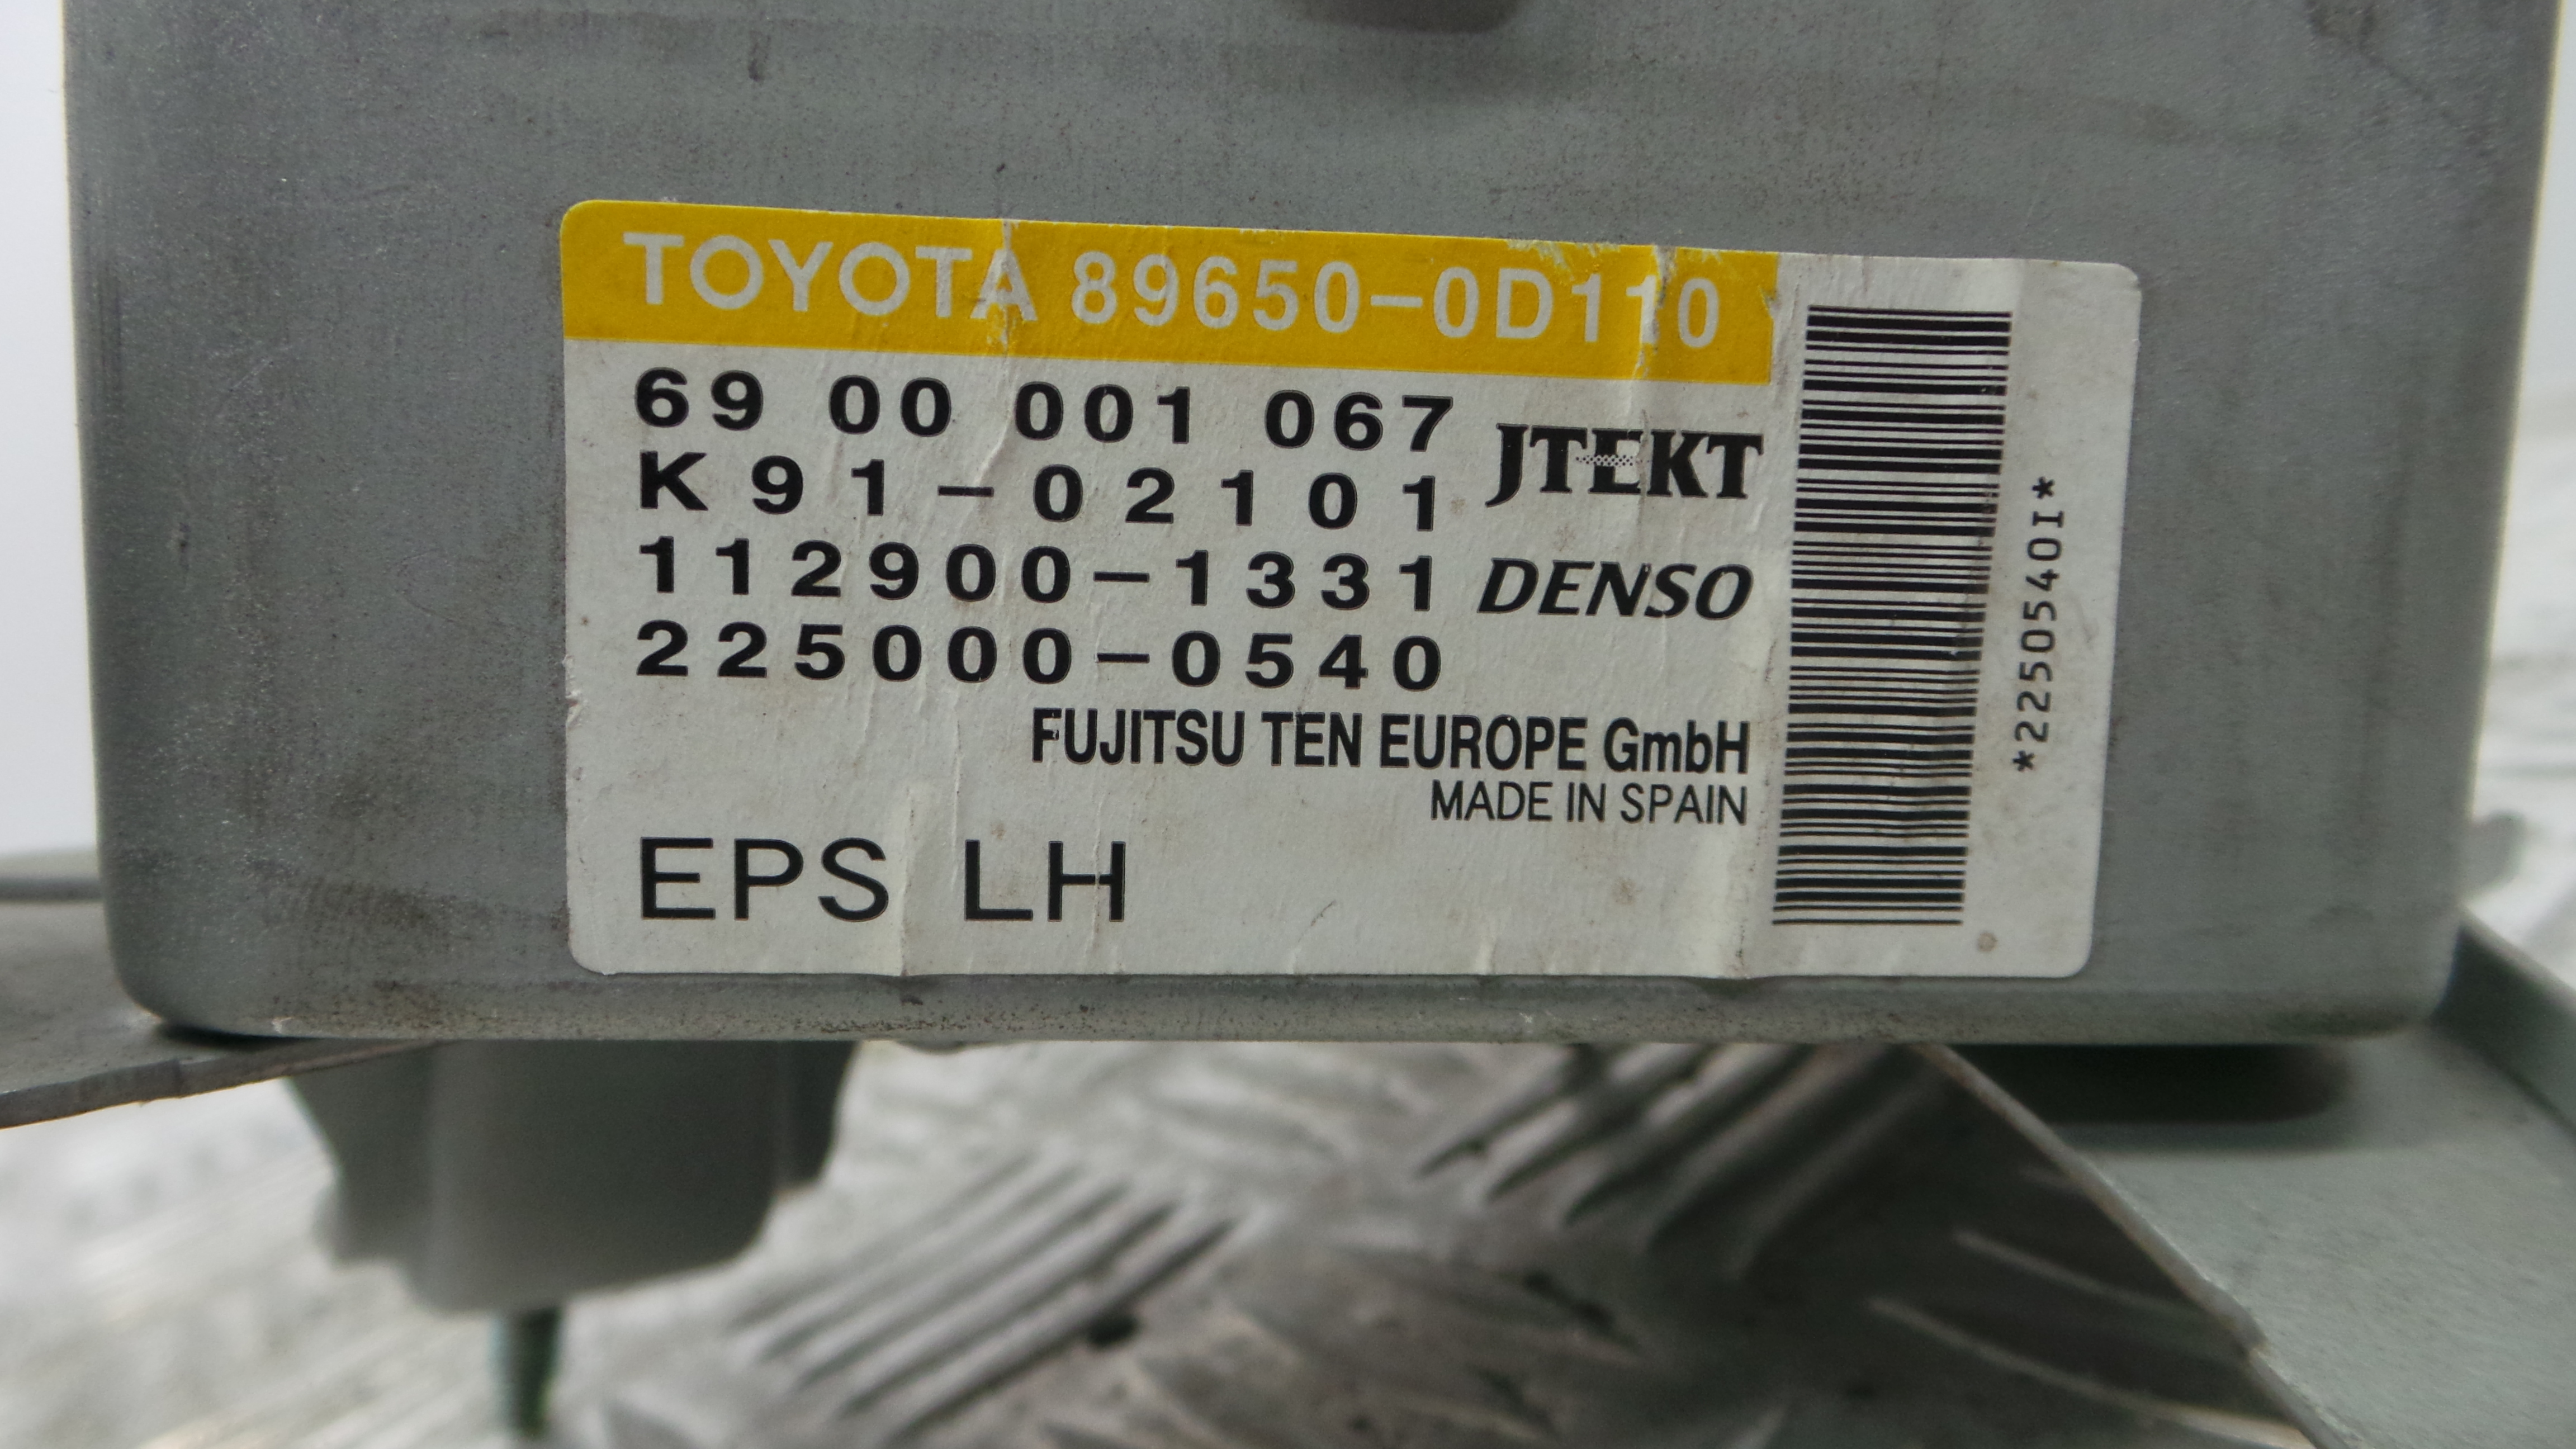 TOYOTA 89650-0D110
69 00 001 067
K91-02101
JTEKT
112900-1331
DENSO
225000-0540
FUJITSU TEN EUROPE GmbH
MADE IN SPAIN
EPS LH
*2250540I*